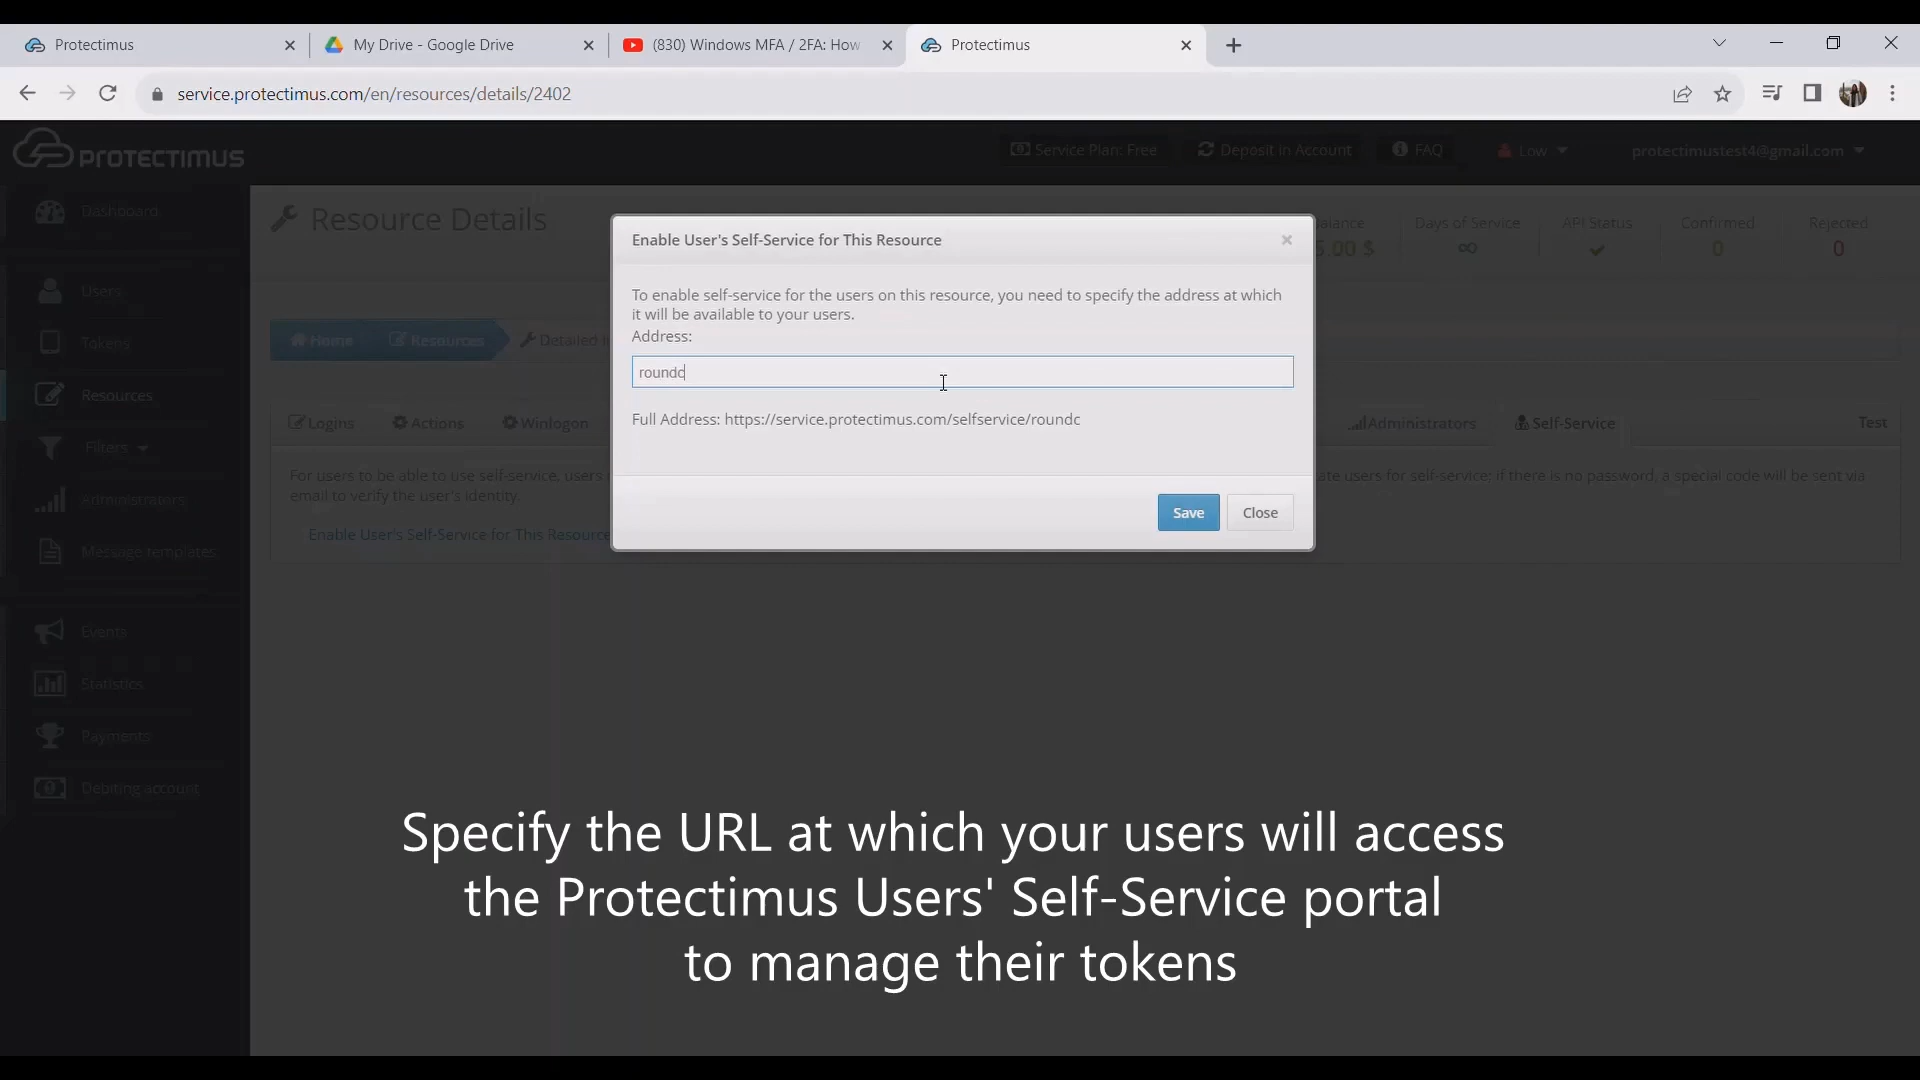 Protectimus
My Drive - Google Drive
(830) Windows MFA / 2FA: How
Protectimus
service.protectimus.com/en/resources/details/2402
PROTECTIMUS
Service Plan: Free
Deposit in Account
FAQ
Low
protectimustest4@gmail.com
Dashboard
Users
Tokens
Resources
Filters
Administrators
Message templates
Events
Statistics
Payments
Debiting account
Resource Details
5.00 $
Days of Service
∞
API Status
Confirmed
0
Rejected
0
Home
Resources
Detailed
Logins
Actions
Winlogon
Administrators
Self-Service
Test
For users to be able to use self-service, users
users for self-service: if there is no password, a special code will be sent via
email to verify the user's identity.
Enable User's Self-Service for This Resource
Enable User's Self-Service for This Resource
To enable self-service for the users on this resource, you need to specify the address at which
it will be available to your users.
Address:
roundc
Full Address: https://service.protectimus.com/selfservice/roundc
Save
Close
Specify the URL at which your users will access
the Protectimus Users' Self-Service portal
to manage their tokens